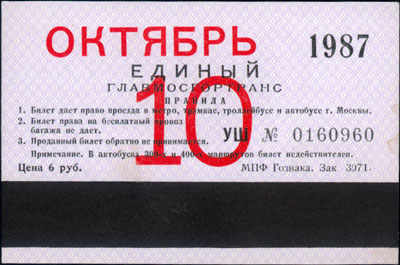 ОКТЯБРЬ 1987
ЕДИНЫЙ
ГЛАВМОСГОРТРАНС
10
ПРАВИЛА
1. Билет дает право проезда в метро, трамвае, троллейбусе и автобусе г. Москвы.
2. Билет права на бесплатный провоз
багажа не дает.
УШ № 0160960
3. Проданный билет обратно не принимается.
Примечание. В автобусах 300-х и 400-х маршрутов билет недействителен.
Цена 6 руб. МПФ Гознака. Зак 3971.